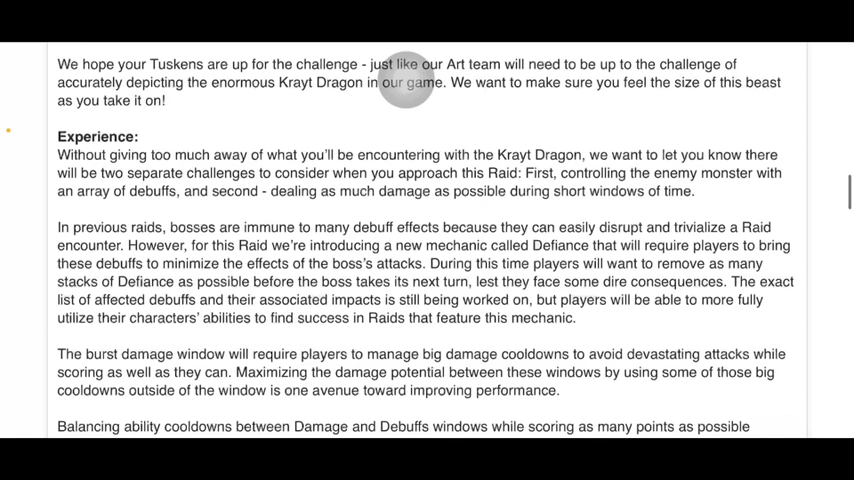 We hope your Tuskens are up for the challenge - just like our Art team will need to be up to the challenge of
accurately depicting the enormous Krayt Dragon in our game. We want to make sure you feel the size of this beast
as you take it on!
Experience:
Without giving too much away of what you'll be encountering with the Krayt Dragon, we want to let you know there
will be two separate challenges to consider when you approach this Raid: First, controlling the enemy monster with
an array of debuffs, and second - dealing as much damage as possible during short windows of time.
In previous raids, bosses are immune to many debuff effects because they can easily disrupt and trivialize a Raid
encounter. However, for this Raid we're introducing a new mechanic called Defiance that will require players to bring
these debuffs to minimize the effects of the boss's attacks. During this time players will want to remove as many
stacks of Defiance as possible before the boss takes its next turn, lest they face some dire consequences. The exact
list of affected debuffs and their associated impacts is still being worked on, but players will be able to more fully
utilize their characters' abilities to find success in Raids that feature this mechanic.
The burst damage window will require players to manage big damage cooldowns to avoid devastating attacks while
scoring as well as they can. Maximizing the damage potential between these windows by using some of those big
cooldowns outside of the window is one avenue toward improving performance.
Balancing ability cooldowns between Damage and Debuffs windows while scoring as many points as possible